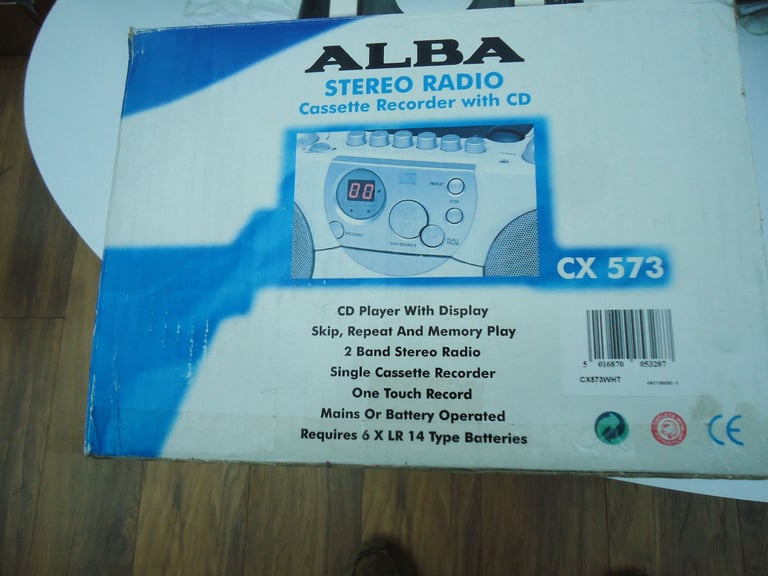 ALBA
STEREO RADIO
Cassette Recorder with CD
REPEAT
STOP
00
PLAY/
PAUSE
CX 573
CD Player With Display
Skip, Repeat And Memory Play
2 Band Stereo Radio
Single Cassette Recorder
One Touch Record
Mains Or Battery Operated
Requires 6 X LR 14 Type Batteries
5 016870 053287
CX573WHT
CE